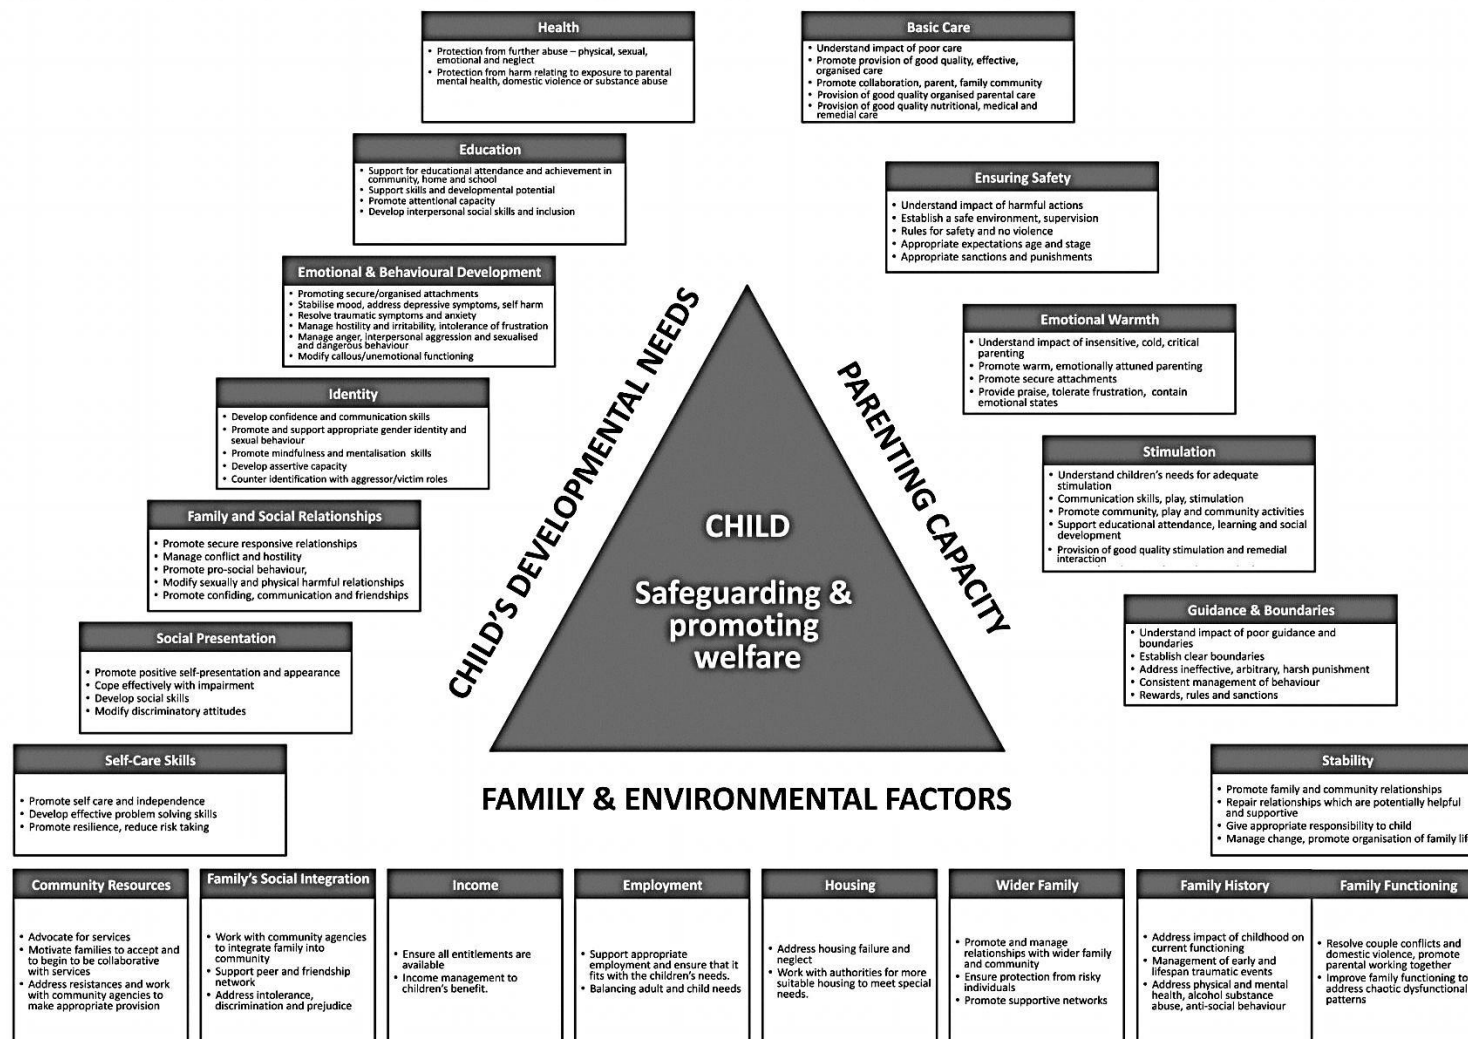 Health
• Protection from further abuse – physical, sexual,
emotional and neglect
• Protection from harm relating to exposure to parental
mental health, domestic violence or substance abuse
Education
• Support for educational attendance and achievement in
community, home and school
• Support skills and developmental potential
• Promote attentional capacity
• Develop interpersonal social skills and inclusion
Emotional & Behavioural Development
• Promoting secure/organised attachments
• Stabilise mood, address depressive symptoms, self harm
• Resolve traumatic symptoms and anxiety
• Manage hostility and irritability, intolerance of frustration
• Manage anger, interpersonal aggression and sexualised
and dangerous behaviour
• Modify callous/unemotional functioning
Identity
• Develop confidence and communication skills
• Promote and support appropriate gender identity and
sexual behaviour
• Promote mindfulness and mentalisation skills
• Develop assertive capacity
• Counter identification with aggressor/victim roles
Family and Social Relationships
• Promote secure responsive relationships
• Manage conflict and hostility
• Promote pro-social behaviour,
• Modify sexually and physical harmful relationships
• Promote confiding, communication and friendships
Social Presentation
• Promote positive self-presentation and appearance
• Cope effectively with impairment
• Develop social skills
• Modify discriminatory attitudes
Self-Care Skills
• Promote self care and independence
• Develop effective problem solving skills
• Promote resilience, reduce risk taking
CHILD'S DEVELOPMENTAL NEEDS
CHILD
Safeguarding &
promoting
welfare
PARENTING CAPACITY
FAMILY & ENVIRONMENTAL FACTORS
Basic Care
• Understand impact of poor care
• Promote provision of good quality, effective,
organised care
• Promote collaboration, parent, family community
• Provision of good quality organised parental care
• Provision of good quality nutritional, medical and
remedial care
Ensuring Safety
• Understand impact of harmful actions
• Establish a safe environment, supervision
• Rules for safety and no violence
• Appropriate expectations age and stage
• Appropriate sanctions and punishments
Emotional Warmth
• Understand impact of insensitive, cold, critical
parenting
• Promote warm, emotionally attuned parenting
• Promote secure attachments
• Provide praise, tolerate frustration, contain
emotional states
Stimulation
• Understand children's needs for adequate
stimulation
• Communication skills, play, stimulation
• Promote community, play and community activities
• Support educational attendance, learning and social
development
• Provision of good quality stimulation and remedial
interaction
Guidance & Boundaries
• Understand impact of poor guidance and
boundaries
• Establish clear boundaries
• Address ineffective, arbitrary, harsh punishment
• Consistent management of behaviour
• Rewards, rules and sanctions
Stability
• Promote family and community relationships
• Repair relationships which are potentially helpful
and supportive
• Give appropriate responsibility to child
• Manage change, promote organisation of family lif
Community Resources
• Advocate for services
• Motivate families to accept and
to begin to be collaborative
with services
• Address resistances and work
with community agencies to
make appropriate provision
Family's Social Integration
• Work with community agencies
to integrate family into
community
• Support peer and friendship
network
• Address intolerance,
discrimination and prejudice
Income
• Ensure all entitlements are
available
• Income management to
children's benefit.
Employment
• Support appropriate
employment and ensure that it
fits with the children's needs.
• Balancing adult and child needs
Housing
• Address housing failure and
neglect
• Work with authorities for more
suitable housing to meet special
needs.
Wider Family
• Promote and manage
relationships with wider family
and community
• Ensure protection from risky
individuals
• Promote supportive networks
Family History
• Address impact of childhood on
current functioning
• Management of early and
lifespan traumatic events
• Address physical and mental
health, alcohol substance
abuse, anti-social behaviour
Family Functioning
• Resolve couple conflicts and
domestic violence, promote
parental working together
• Improve family functioning to
address chaotic dysfunctional
patterns